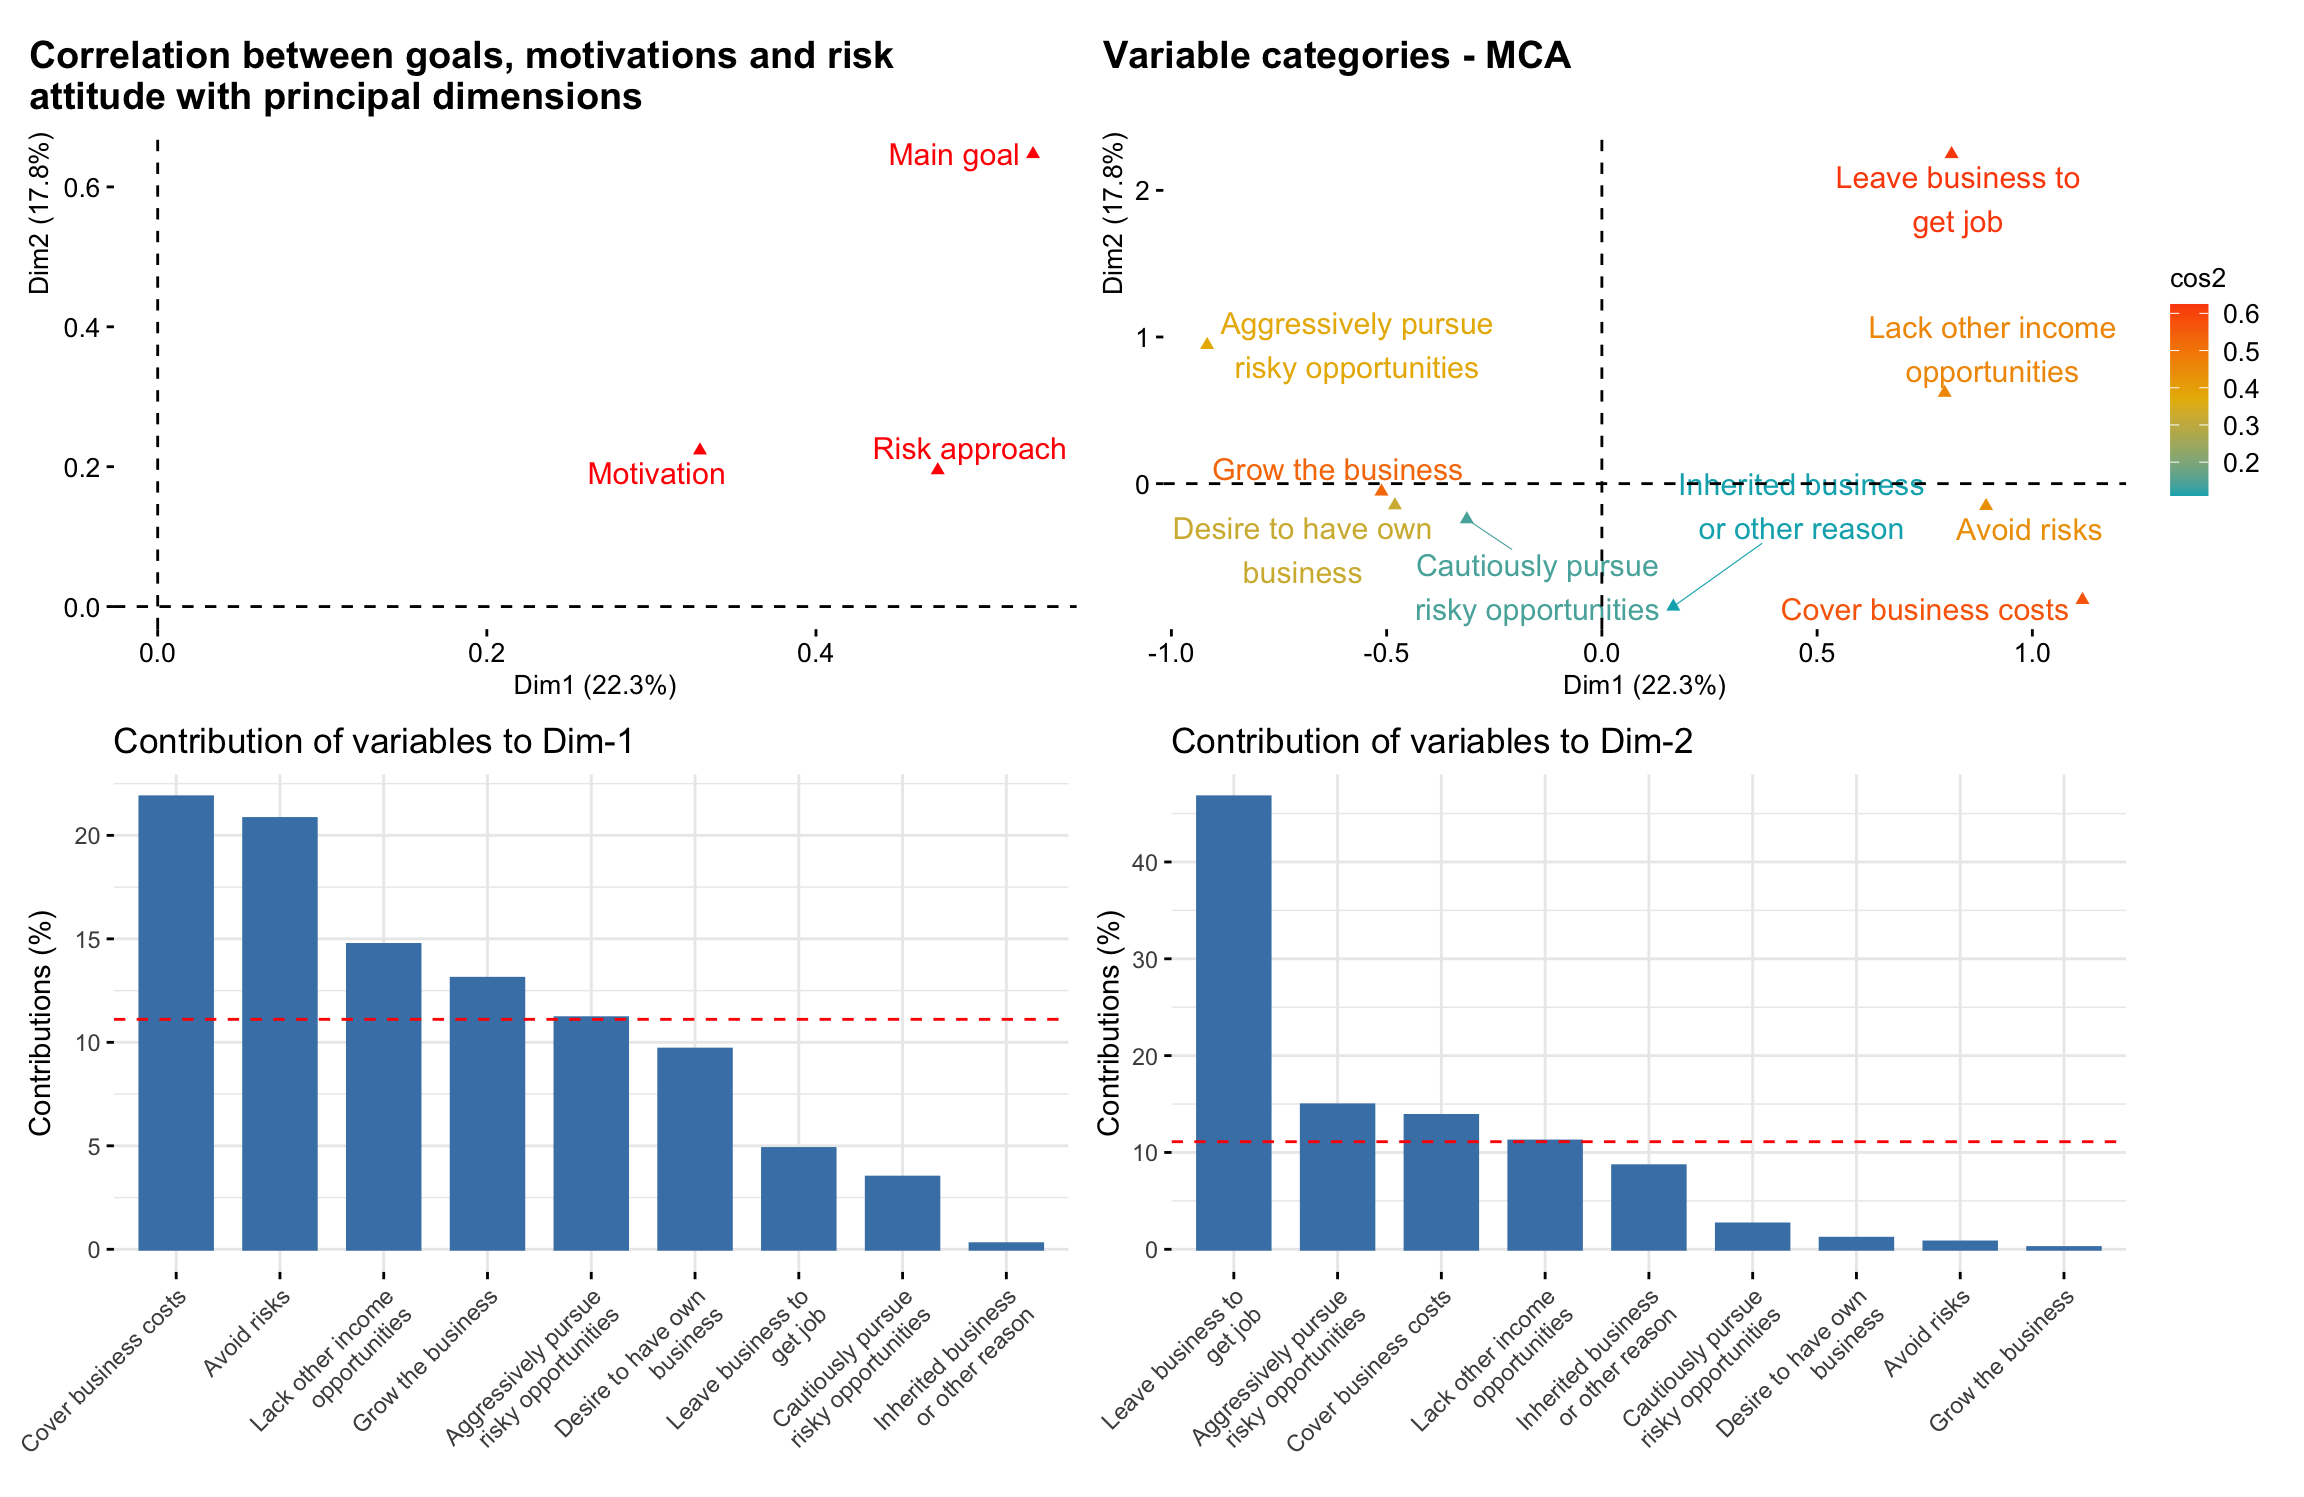 Correlation between goals, motivations and risk
attitude with principal dimensions
Dim2 (17.8%)
0.6
0.4
0.2
0.0
Main goal
Motivation
Risk approach
0.0
0.2
0.4
Dim1 (22.3%)
Variable categories - MCA
Dim2 (17.8%)
2
1
0
Leave business to
get job
Aggressively pursue
risky opportunities
Lack other income
opportunities
Grow the business
Inherited business
or other reason
Desire to have own
business
Cautiously pursue
risky opportunities
Avoid risks
Cover business costs
-1.0
-0.5
0.0
0.5
1.0
Dim1 (22.3%)
cos2
0.6
0.5
0.4
0.3
0.2
Contribution of variables to Dim-1
Contributions (%)
20
15
10
5
0
Cover business costs
Avoid risks
Lack other income
opportunities
Grow the business
Aggressively pursue
risky opportunities
Desire to have own
business
Leave business to
get job
Cautiously pursue
risky opportunities
Inherited business
or other reason
Contribution of variables to Dim-2
Contributions (%)
40
30
20
10
0
Leave business to
get job
Aggressively pursue
risky opportunities
Cover business costs
Lack other income
opportunities
Inherited business
or other reason
Cautiously pursue
risky opportunities
Desire to have own
business
Avoid risks
Grow the business